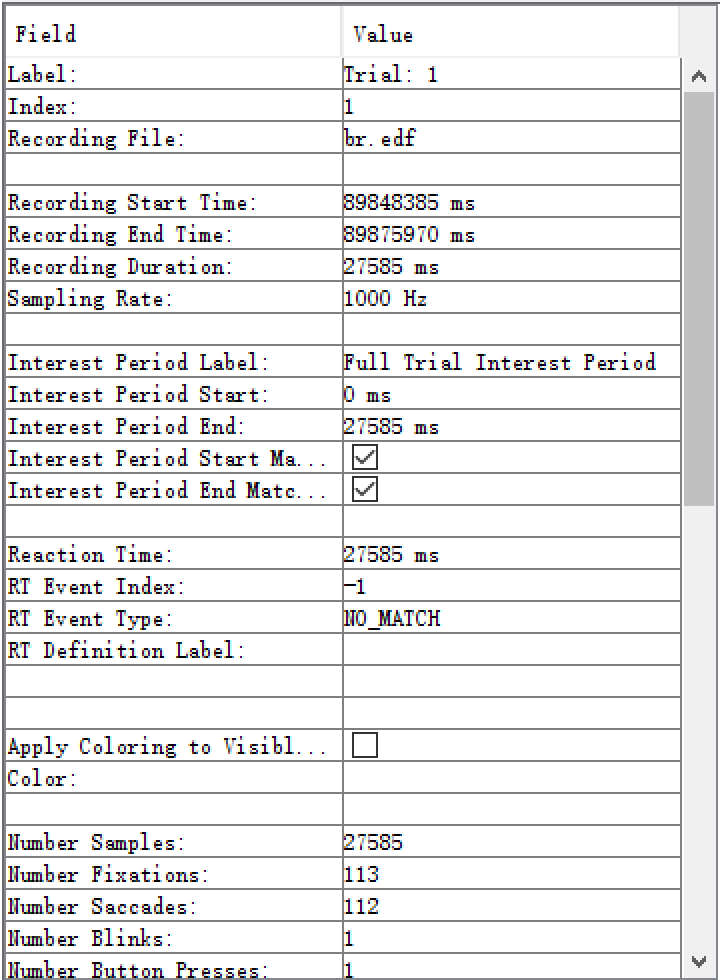 Field Value
Label: Trial: 1
Index: 1
Recording File: br.edf
Recording Start Time: 89848385 ms
Recording End Time: 89875970 ms
Recording Duration: 27585 ms
Sampling Rate: 1000 Hz
Interest Period Label: Full Trial Interest Period
Interest Period Start: 0 ms
Interest Period End: 27585 ms
Interest Period Start Ma...
Interest Period End Matc...
Reaction Time: 27585 ms
RT Event Index: -1
RT Event Type: NO_MATCH
RT Definition Label:
Apply Coloring to Visibl...
Color:
Number Samples: 27585
Number Fixations: 113
Number Saccades: 112
Number Blinks: 1
Number Button Presses: 1